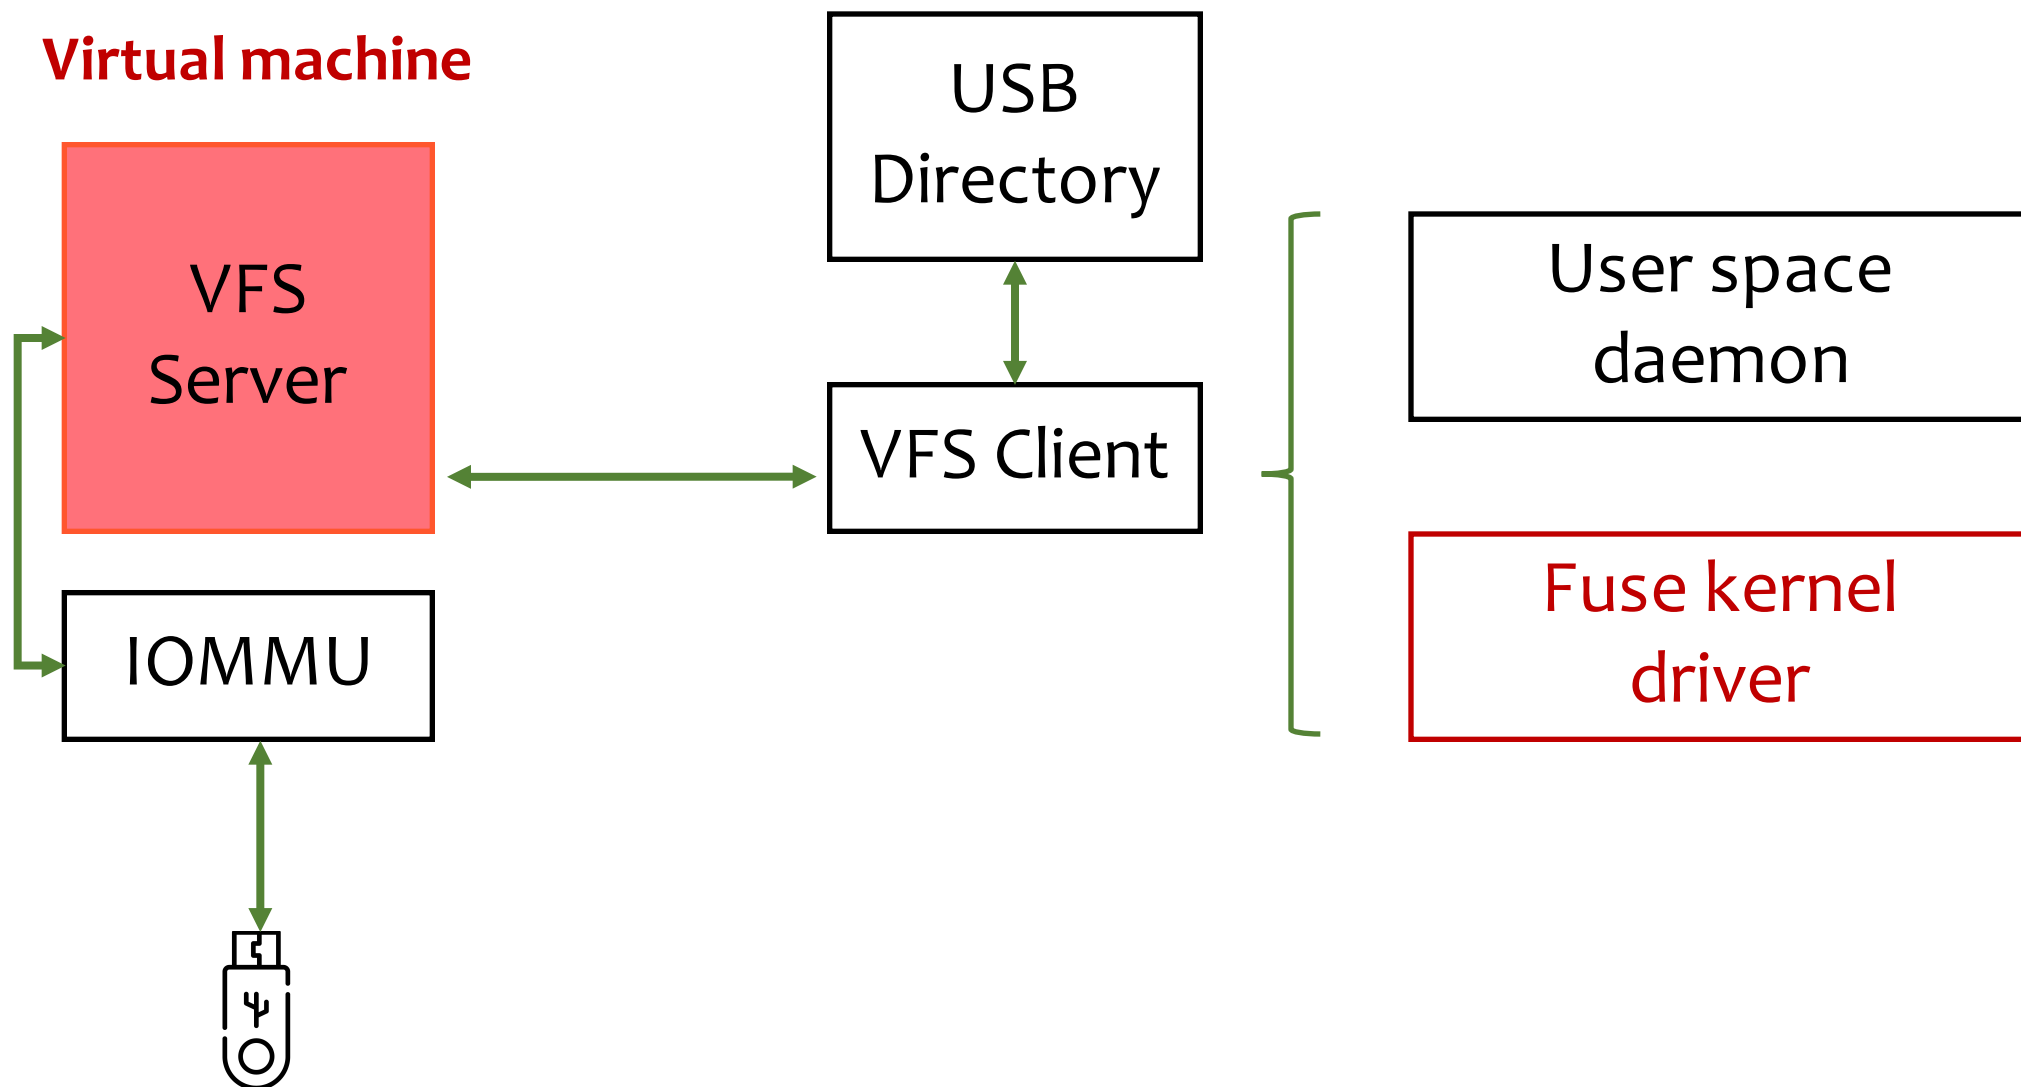 Virtual machine
VFS
Server
IOMMU
USB
Directory
VFS Client
User space
daemon
Fuse kernel
driver